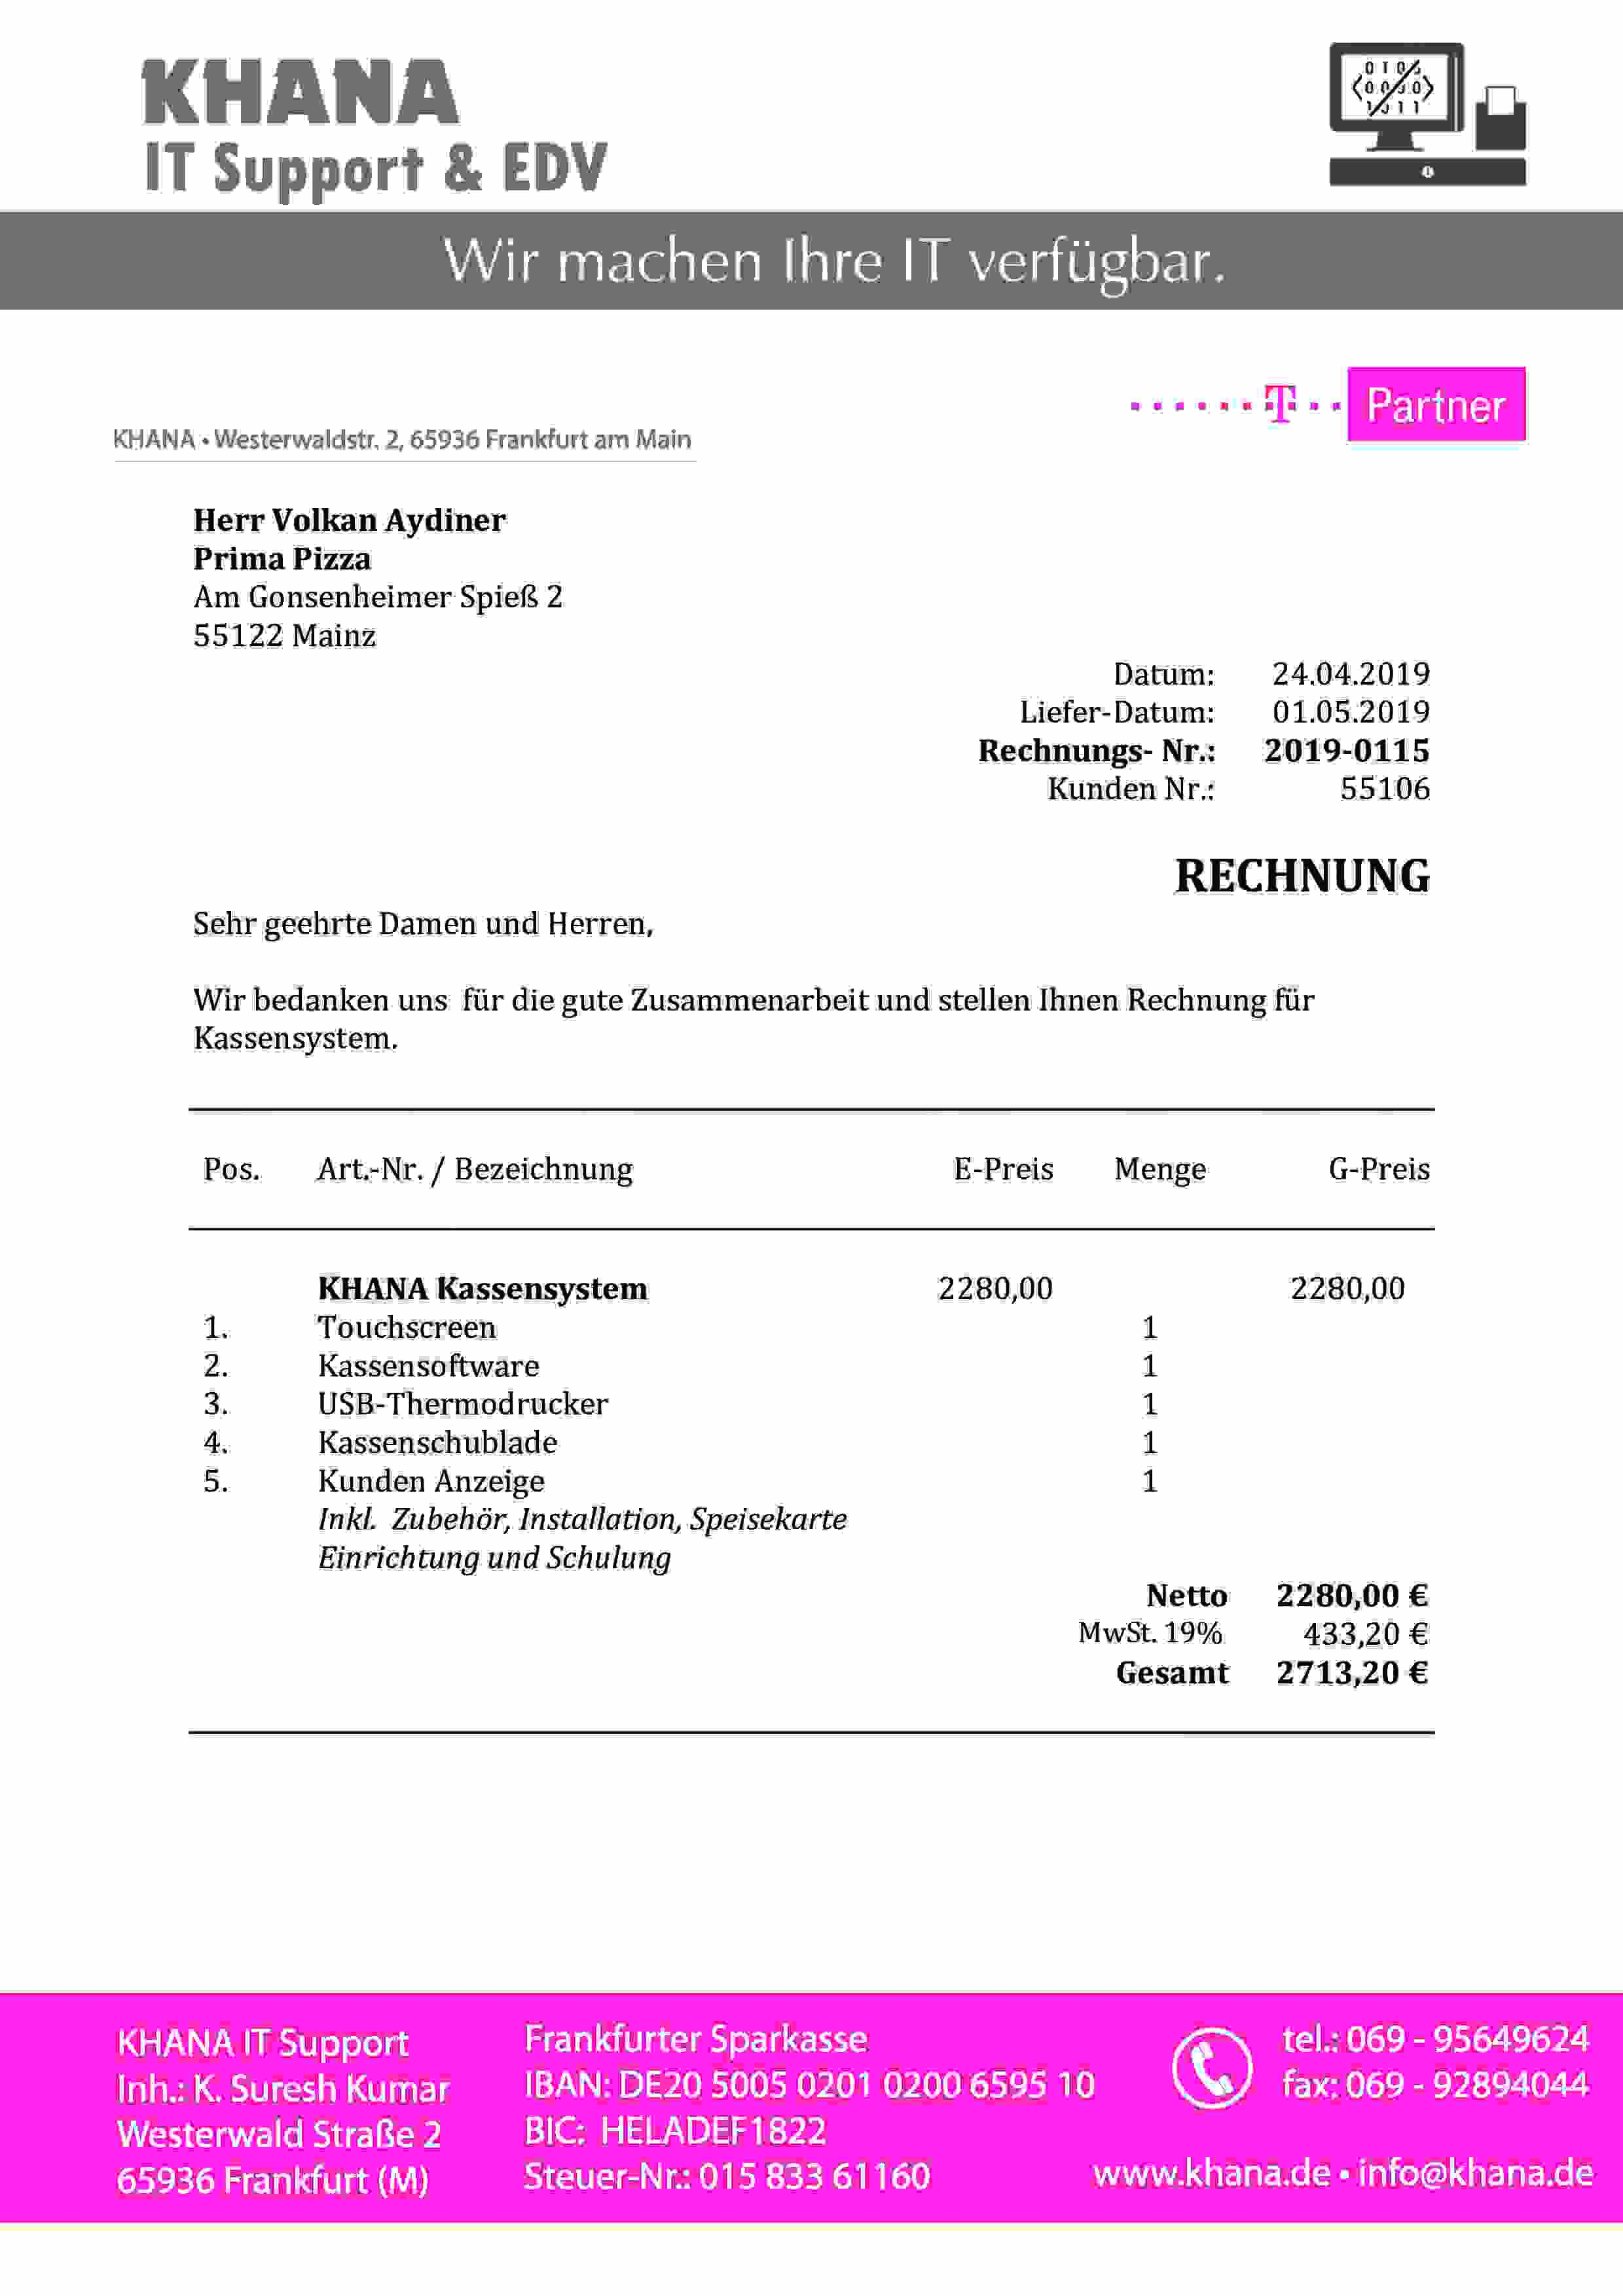 KHANA
IT Support & EDV
Wir machen Ihre IT verfügbar.
T Partner
KHANA • Westerwaldstr. 2, 65936 Frankfurt am Main
Herr Volkan Aydiner
Prima Pizza
Am Gonsenheimer Spieß 2
55122 Mainz
Datum: 24.04.2019
Liefer-Datum: 01.05.2019
Rechnungs- Nr.: 2019-0115
Kunden Nr.: 55106
RECHNUNG
Sehr geehrte Damen und Herren,
Wir bedanken uns für die gute Zusammenarbeit und stellen Ihnen Rechnung für
Kassensystem.
Pos. Art.-Nr. / Bezeichnung E-Preis Menge G-Preis
KHANA Kassensystem 2280,00 2280,00
1. Touchscreen 1
2. Kassensoftware 1
3. USB-Thermodrucker 1
4. Kassenschublade 1
5. Kunden Anzeige 1
Inkl. Zubehör, Installation, Speisekarte
Einrichtung und Schulung
Netto 2280,00 €
MwSt. 19% 433,20 €
Gesamt 2713,20 €
KHANA IT Support
Inh.: K. Suresh Kumar
Westerwald Straße 2
65936 Frankfurt (M)
Frankfurter Sparkasse
IBAN: DE20 5005 0201 0200 6595 10
BIC: HELADEF1822
Steuer-Nr.: 015 833 61160
tel.: 069 - 95649624
fax: 069 - 92894044
www.khana.de • info@khana.de